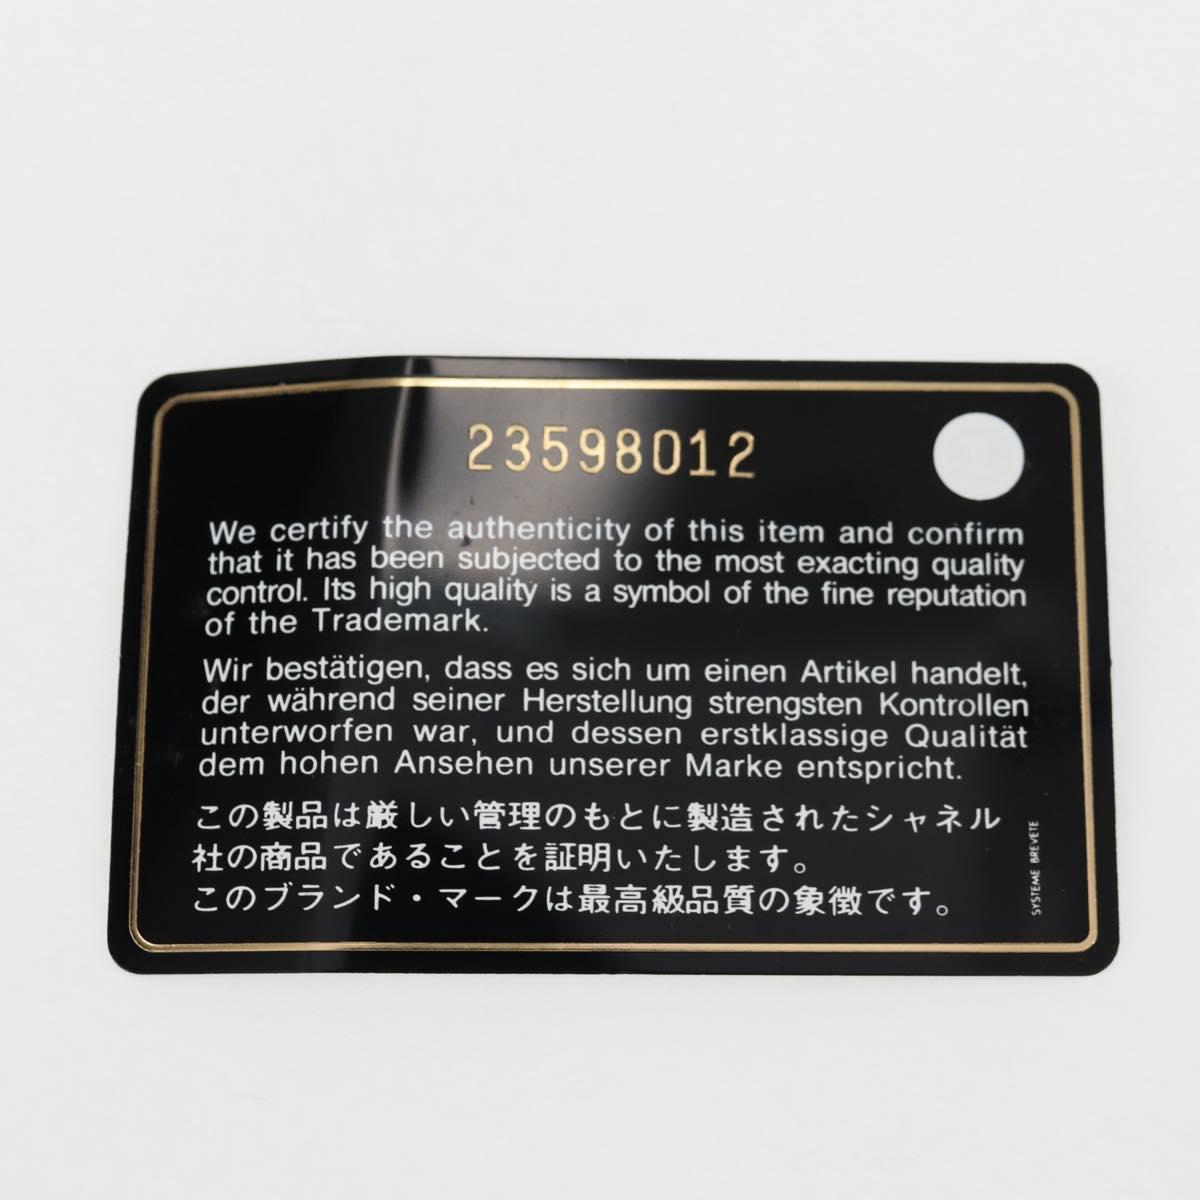 23598012
We certify the authenticity of this item and confirm
that it has been subjected to the most exacting quality
control. Its high quality is a symbol of the fine reputation
of the Trademark.
Wir bestätigen, dass es sich um einen Artikel handelt,
der während seiner Herstellung strengsten Kontrollen
unterworfen war, und dessen erstklassige Qualität
dem hohen Ansehen unserer Marke entspricht.
この製品は厳しい管理のもとに製造されたシャネル
社の商品であることを証明いたします。
このブランド・マークは最高級品質の象徴です。
SYSTEME BREVETE